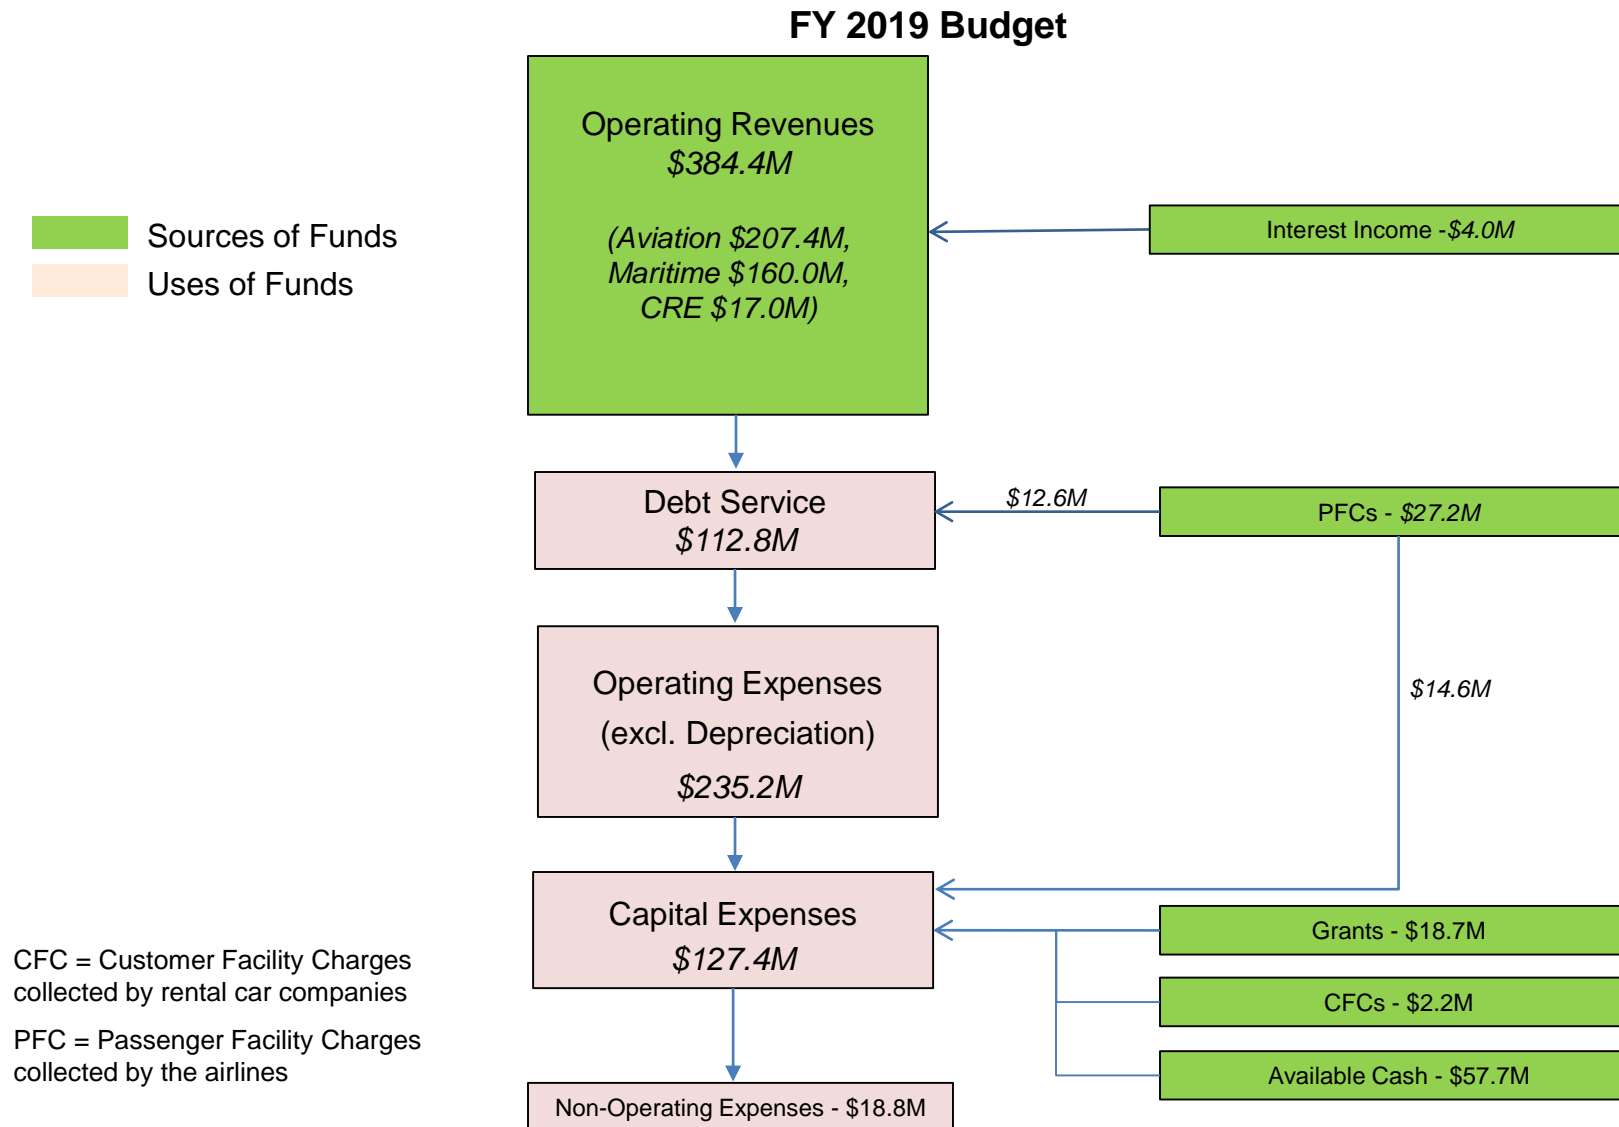 FY 2019 Budget
Operating Revenues
$384.4M
(Aviation $207.4M,
Maritime $160.0M,
CRE $17.0M)
Sources of Funds
Uses of Funds
Interest Income -$4.0M
Debt Service
$112.8M
$12.6M
PFCs - $27.2M
Operating Expenses
(excl. Depreciation)
$235.2M
$14.6M
Capital Expenses
$127.4M
Grants - $18.7M
CFCs - $2.2M
Available Cash - $57.7M
CFC = Customer Facility Charges
collected by rental car companies
PFC = Passenger Facility Charges
collected by the airlines
Non-Operating Expenses - $18.8M